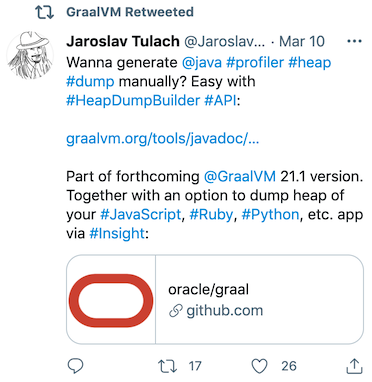 GraalVM Retweeted
Jaroslav Tulach @Jaroslav... · Mar 10
Wanna generate @java #profiler #heap
#dump manually? Easy with
#HeapDumpBuilder #API:
graalvm.org/tools/javadoc/...
Part of forthcoming @GraalVM 21.1 version.
Together with an option to dump heap of
your #JavaScript, #Ruby, #Python, etc. app
via #Insight:
oracle/graal
github.com
17 26